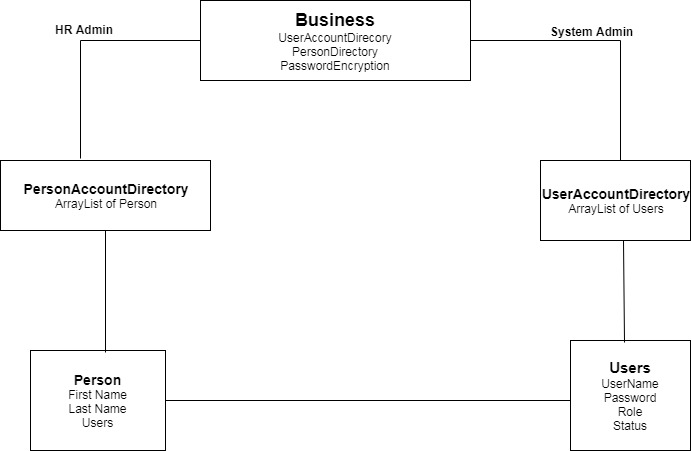 Business
UserAccountDirecory
PersonDirectory
PasswordEncryption
HR Admin
System Admin
PersonAccountDirectory
ArrayList of Person
UserAccountDirectory
ArrayList of Users
Person
First Name
Last Name
Users
Users
UserName
Password
Role
Status